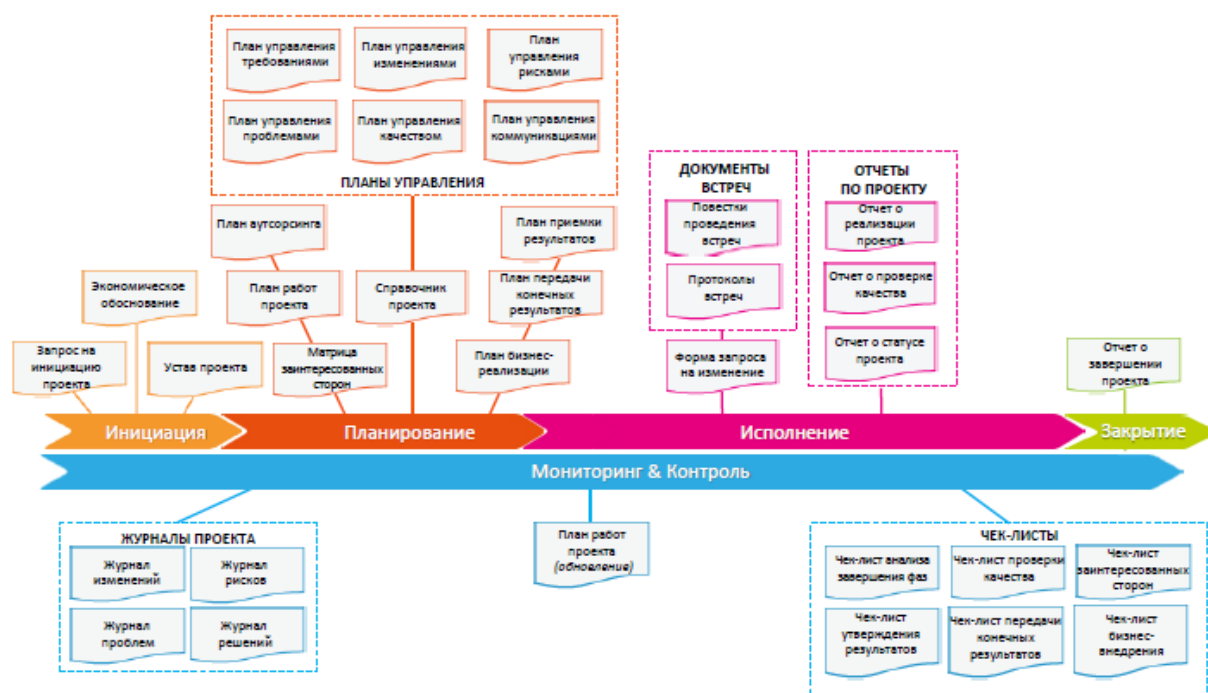 План управления
требованиями
План управления
изменениями
План
управления
рисками
План управления
проблемами
План управления
качеством
План управления
коммуникациями
ПЛАНЫ УПРАВЛЕНИЯ
ДОКУМЕНТЫ
ВСТРЕЧ
Повестки
проведения
встреч
Протоколы
встреч
ОТЧЕТЫ
ПО ПРОЕКТУ
Отчет о
реализации
проекта
Отчет о проверке
качества
Отчет о статусе
проекта
План аутсорсинга
План приемки
результатов
Экономическое
обоснование
План работ
проекта
Справочник
проекта
План передачи
конечных
результатов
Запрос на
инициацию
проекта
Устав проекта
Матрица
заинтересованных
сторон
План бизнес-
реализации
Форма запроса
на изменение
Отчет о
завершении
проекта
Инициация
Планирование
Исполнение
Закрытие
Мониторинг & Контроль
ЖУРНАЛЫ ПРОЕКТА
Журнал
изменений
Журнал
рисков
Журнал
проблем
Журнал
решений
План работ
проекта
(обновление)
ЧЕК-ЛИСТЫ
Чек-лист анализа
завершения фаз
Чек-лист проверки
качества
Чек-лист
заинтересованных
сторон
Чек-лист
утверждения
результатов
Чек-лист передачи
конечных
результатов
Чек-лист
бизнес-
внедрения